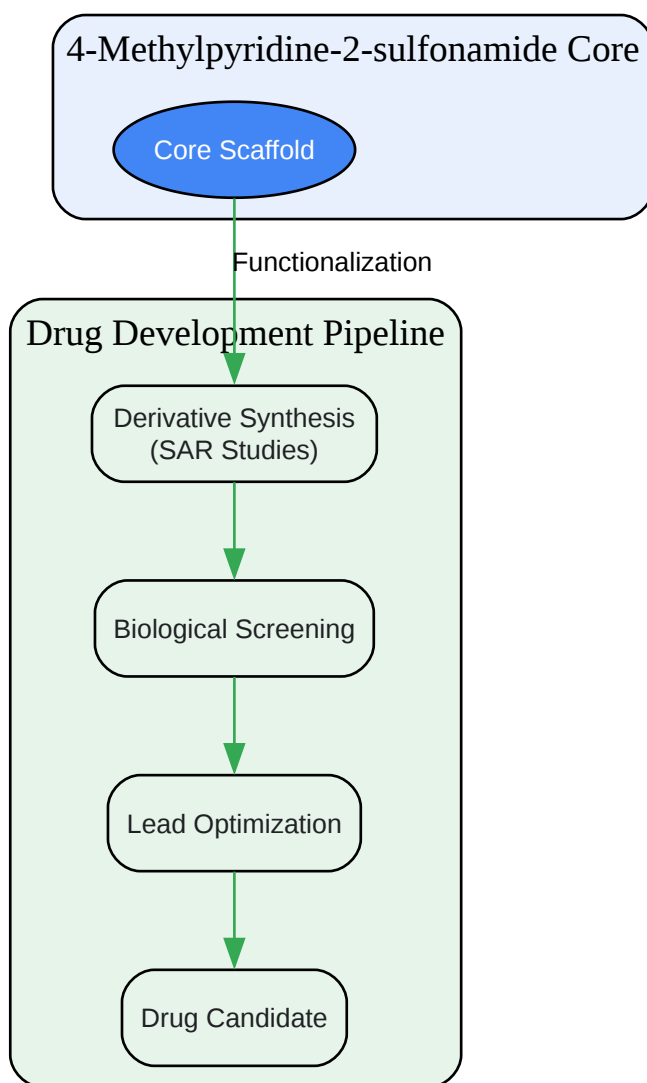 4-Methylpyridine-2-sulfonamide Core
Core Scaffold
Functionalization
Drug Development Pipeline
Derivative Synthesis
(SAR Studies)
Biological Screening
Lead Optimization
Drug Candidate